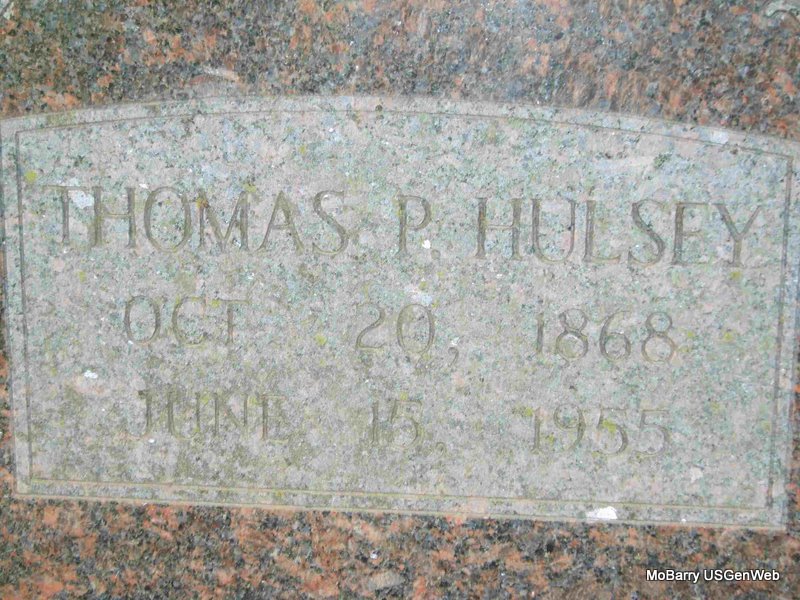 THOMAS P. HULSEY
OCT 20, 1868
JUNE 15, 1955
MoBarry USGenWeb